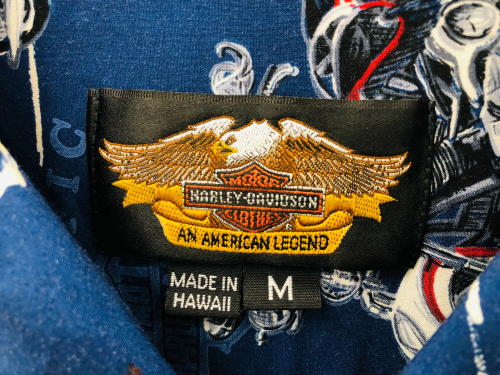 MOTOR
HARLEY-DAVIDSON
CLOTHES
®
AN AMERICAN LEGEND
MADE IN
HAWAII
M